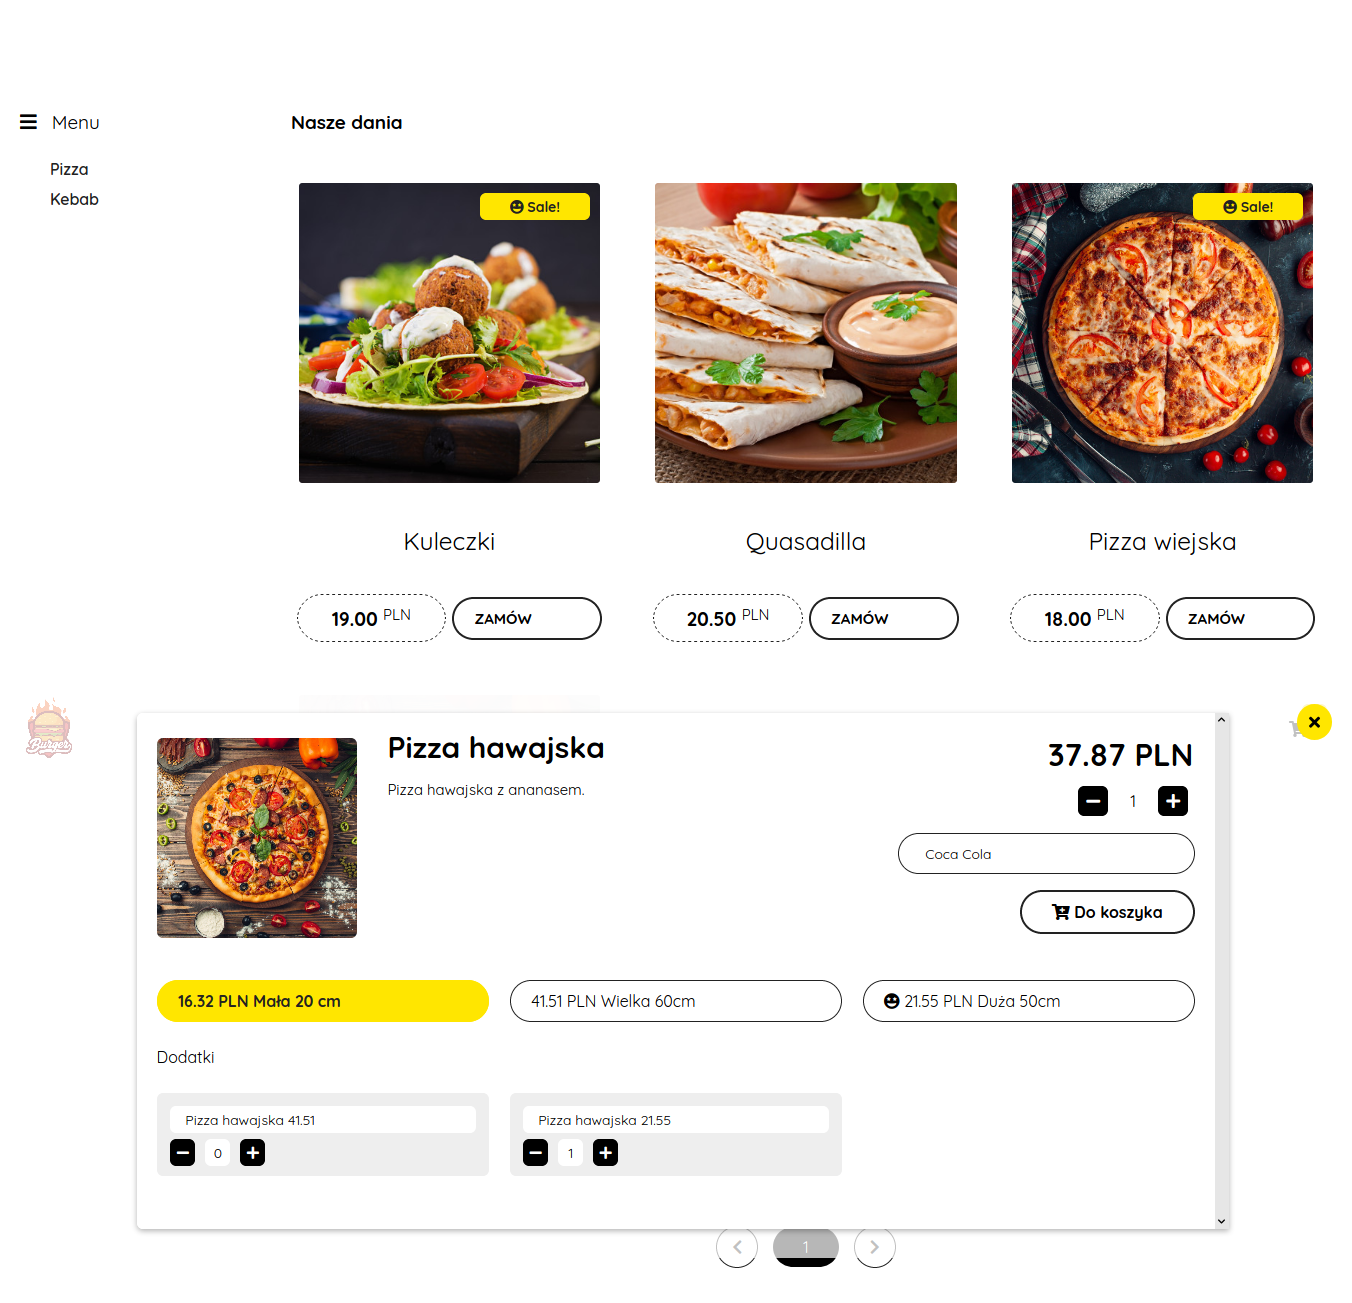 Menu
Nasze dania
Pizza
Kebab
Sale!
Sale!
Kuleczki
Quasadilla
Pizza wiejska
19.00 PLN
ZAMÓW
20.50 PLN
ZAMÓW
18.00 PLN
ZAMÓW
Burger
Pizza hawajska
37.87 PLN
Pizza hawajska z ananasem.
1
Coca Cola
Do koszyka
16.32 PLN Mała 20 cm
41.51 PLN Wielka 60cm
21.55 PLN Duża 50cm
Dodatki
Pizza hawajska 41.51
0
Pizza hawajska 21.55
1
1